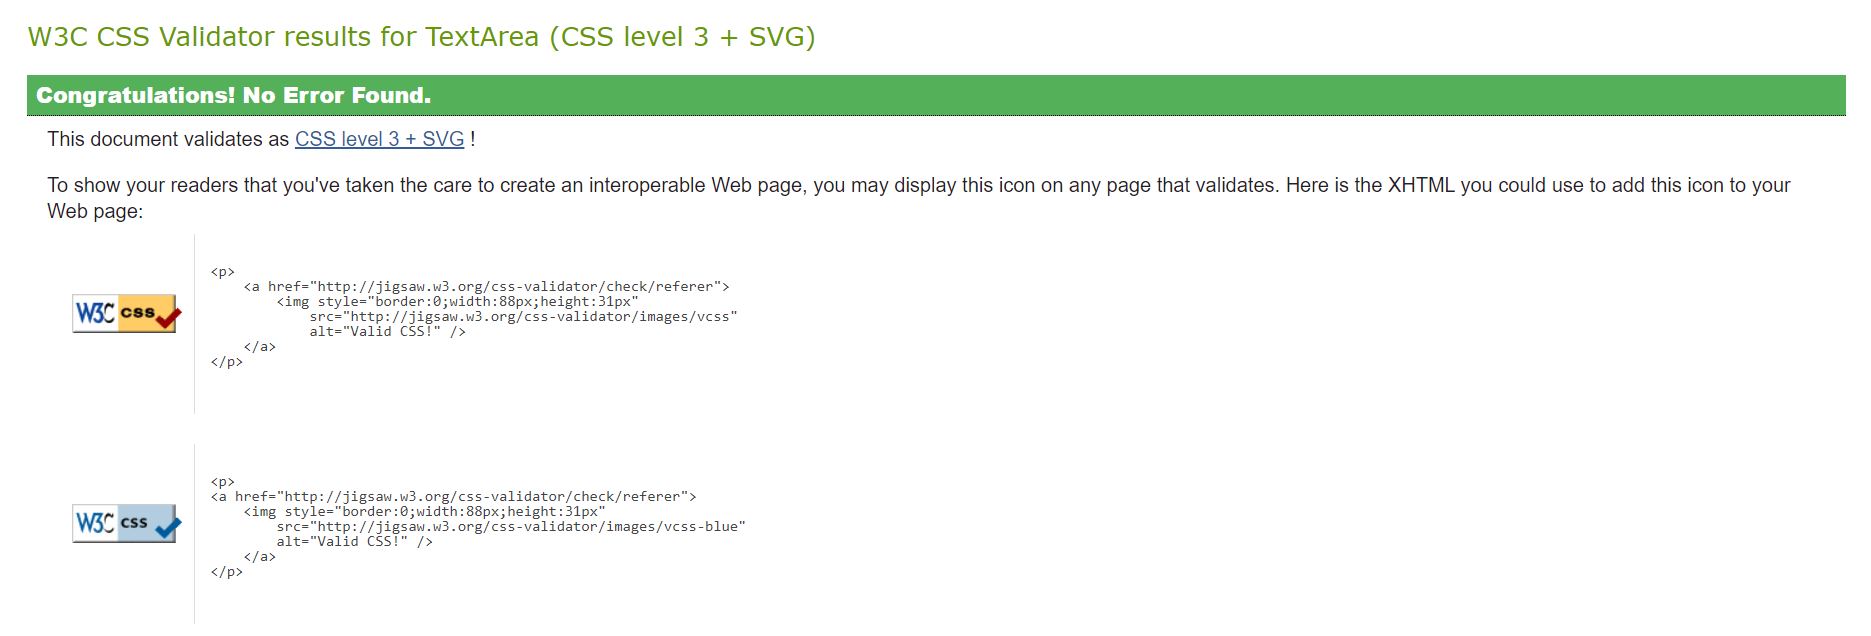 W3C CSS Validator results for TextArea (CSS level 3 + SVG)
Congratulations! No Error Found.
This document validates as CSS level 3 + SVG !
To show your readers that you've taken the care to create an interoperable Web page, you may display this icon on any page that validates. Here is the XHTML you could use to add this icon to your
Web page:
W3C css
<p>
<a href="http://jigsaw.w3.org/css-validator/check/referer">
<img style="border:0;width:88px;height:31px"
src="http://jigsaw.w3.org/css-validator/images/vcss"
alt="Valid CSS!" />
</a>
</p>
W3C css
<p>
<a href="http://jigsaw.w3.org/css-validator/check/referer">
<img style="border:0;width:88px;height:31px"
src="http://jigsaw.w3.org/css-validator/images/vcss-blue"
alt="Valid CSS!" />
</a>
</p>